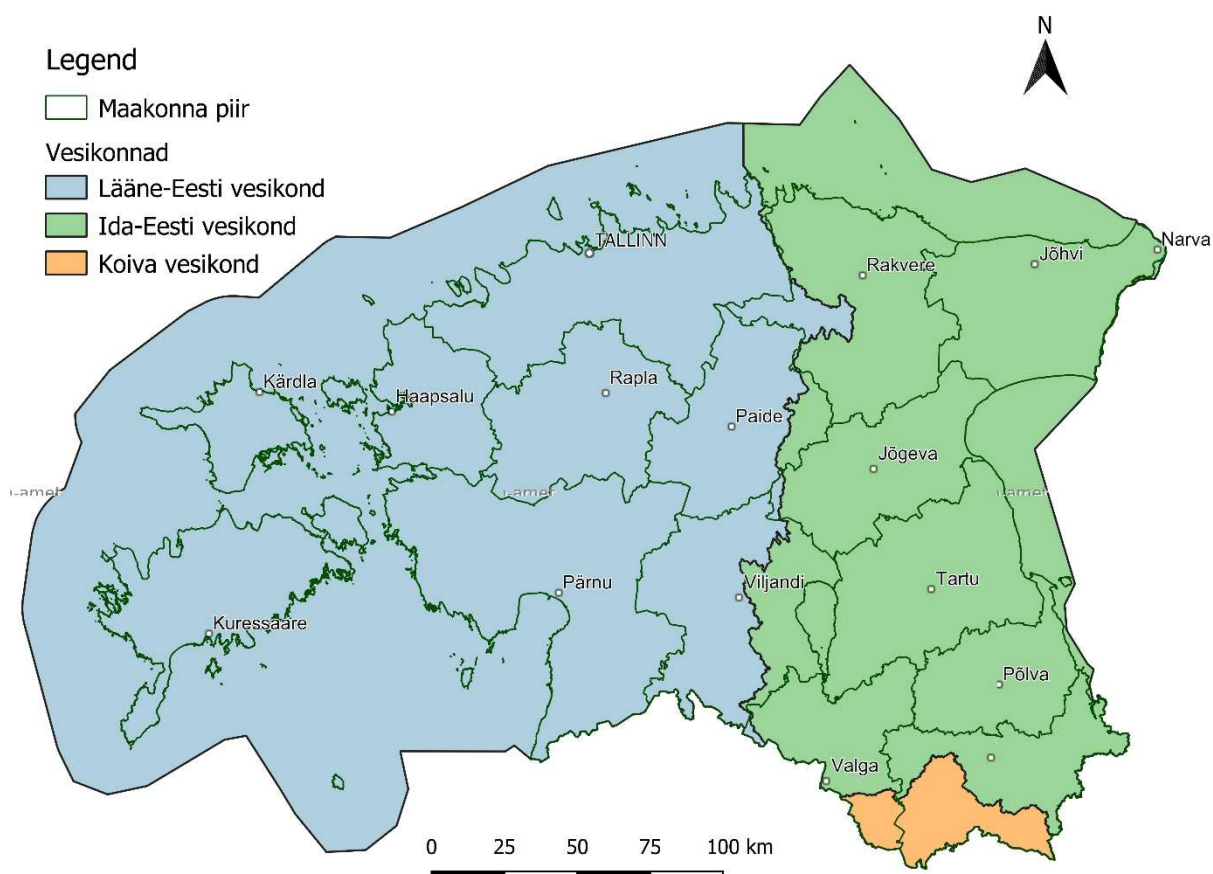 N
Legend
Maakonna piir
Vesikonnad
Lääne-Eesti vesikond
Ida-Eesti vesikond
Koiva vesikond
TALLINN
Narva
Jõhvi
Rakvere
Kärdla
Haapsalu
Rapla
Paide
Jõgeva
Pärnu
Viljandi
Tartu
Kuressaare
Põlva
Valga
0 25 50 75 100 km